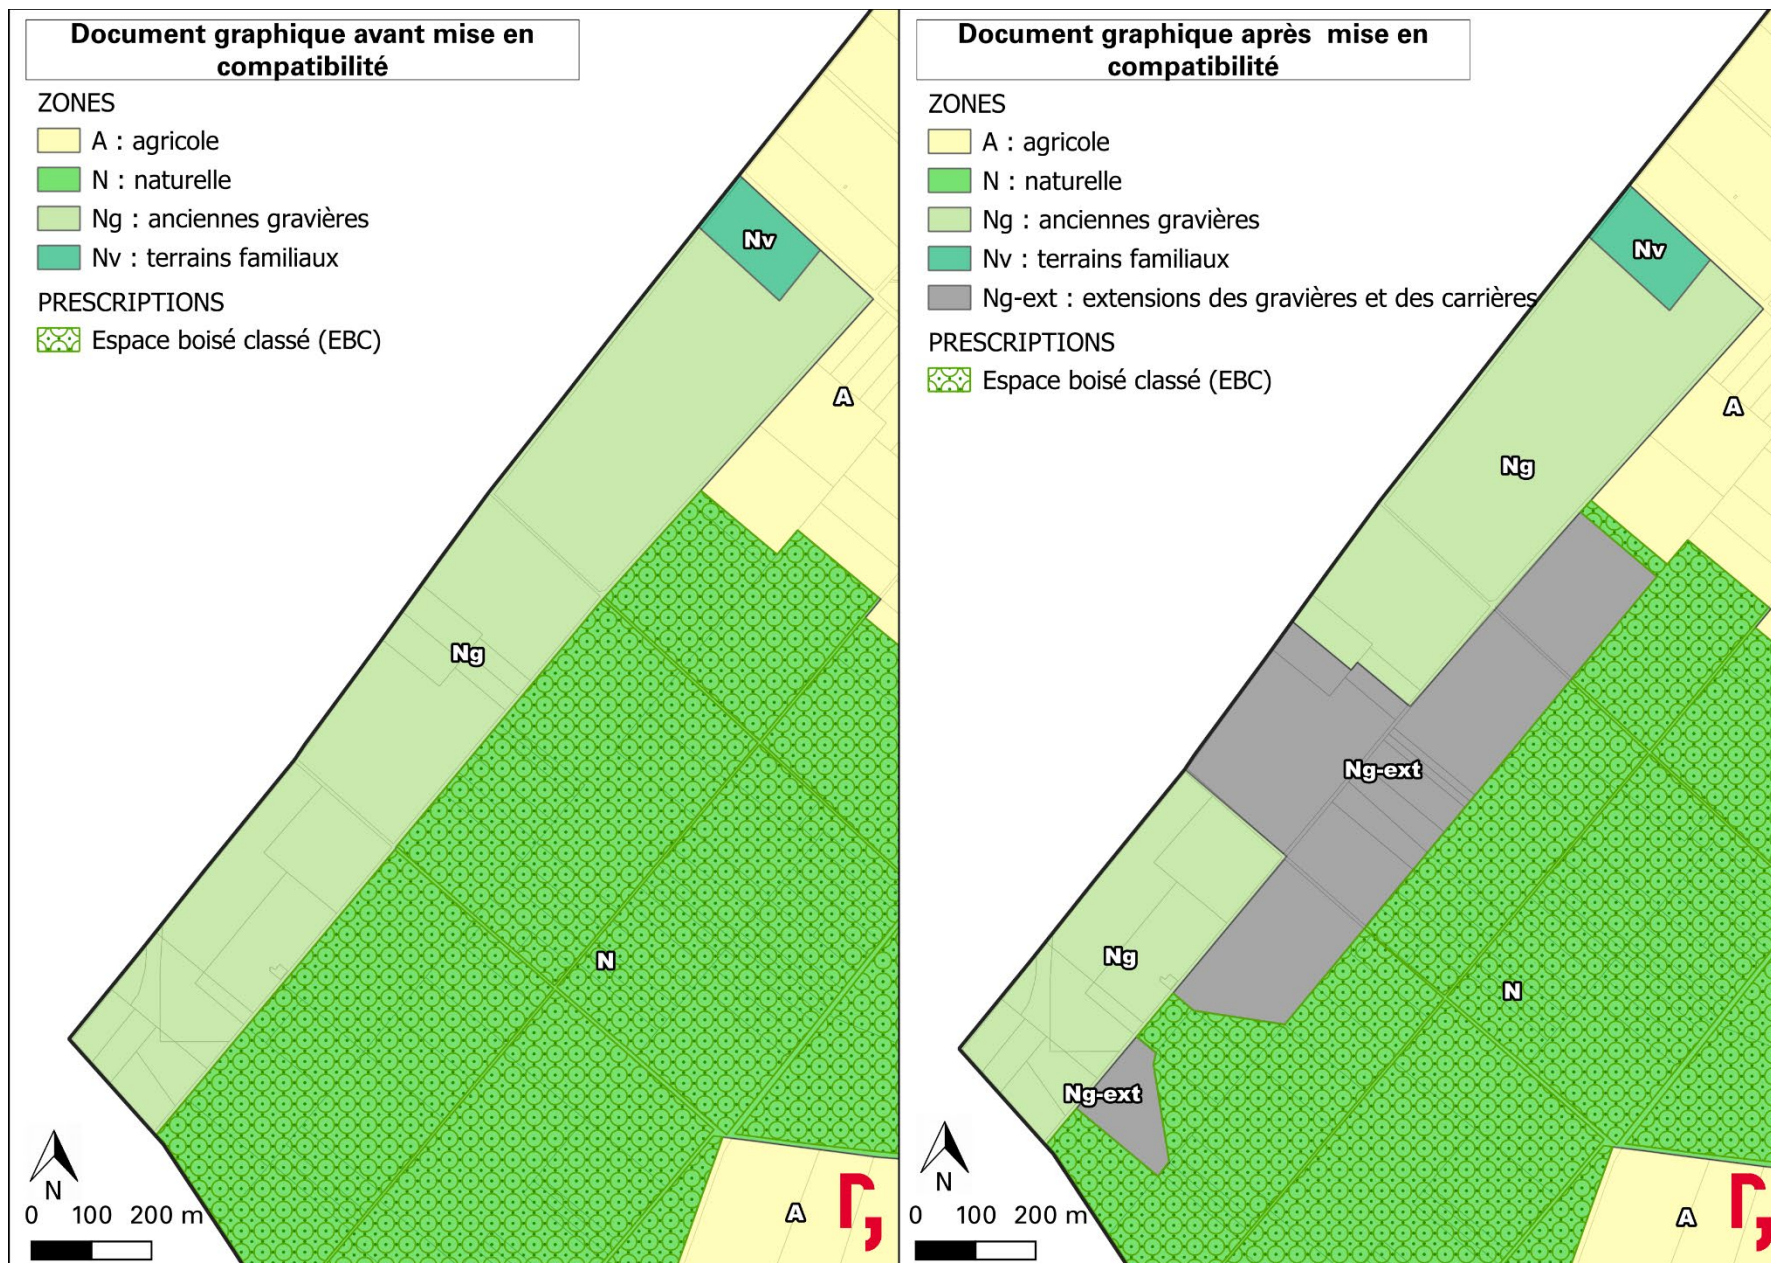 Document graphique avant mise en
compatibilité
ZONES
A : agricole
N : naturelle
Ng : anciennes gravières
Nv : terrains familiaux
PRESCRIPTIONS
Espace boisé classé (EBC)
Nv
A
Ng
N
A
N
0 100 200 m
Document graphique après mise en
compatibilité
ZONES
A : agricole
N : naturelle
Ng : anciennes gravières
Nv : terrains familiaux
Ng-ext : extensions des gravières et des carrières
PRESCRIPTIONS
Espace boisé classé (EBC)
Nv
A
Ng
Ng-ext
Ng
N
Ng-ext
A
N
0 100 200 m